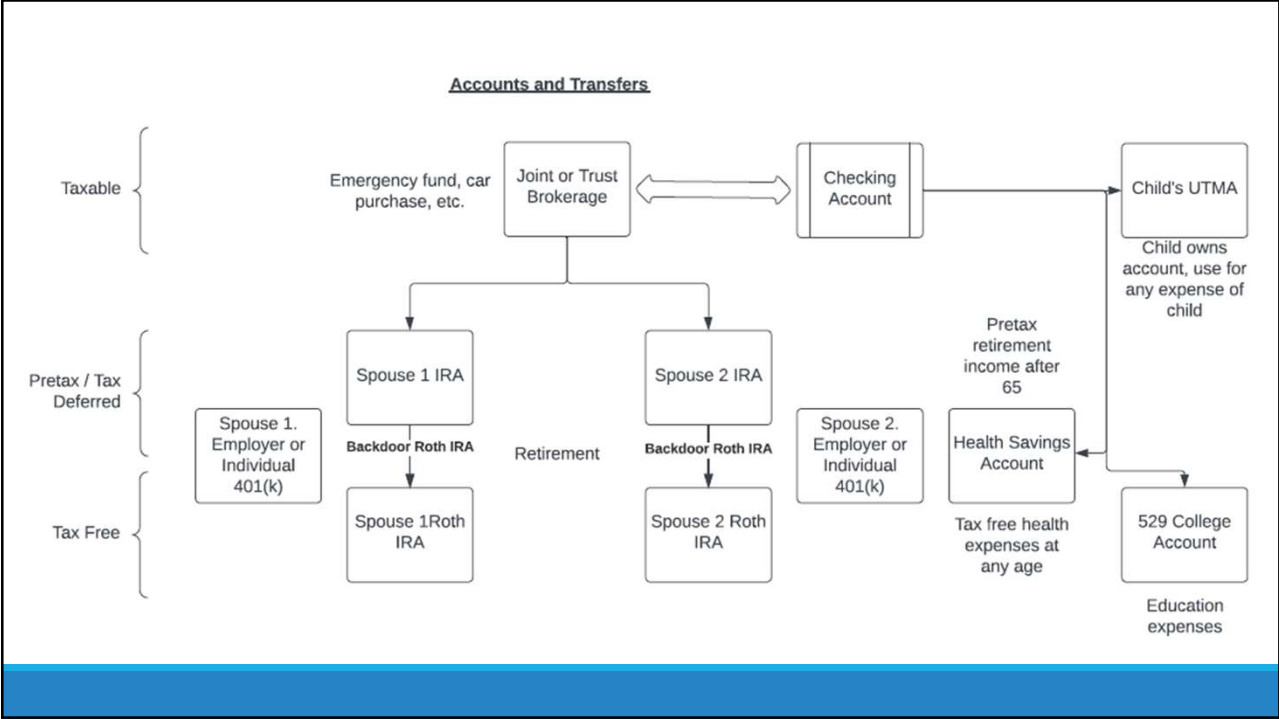 Accounts and Transfers
Taxable
Emergency fund, car
purchase, etc.
Joint or Trust
Brokerage
Checking
Account
Child's UTMA
Child owns
account, use for
any expense of
child
Pretax / Tax
Deferred
Spouse 1 IRA
Spouse 2 IRA
Pretax
retirement
income after
65
Spouse 1.
Employer or
Individual
401(k)
Backdoor Roth IRA
Retirement
Backdoor Roth IRA
Spouse 2.
Employer or
Individual
401(k)
Health Savings
Account
Tax Free
Spouse 1Roth
IRA
Spouse 2 Roth
IRA
Tax free health
expenses at
any age
529 College
Account
Education
expenses